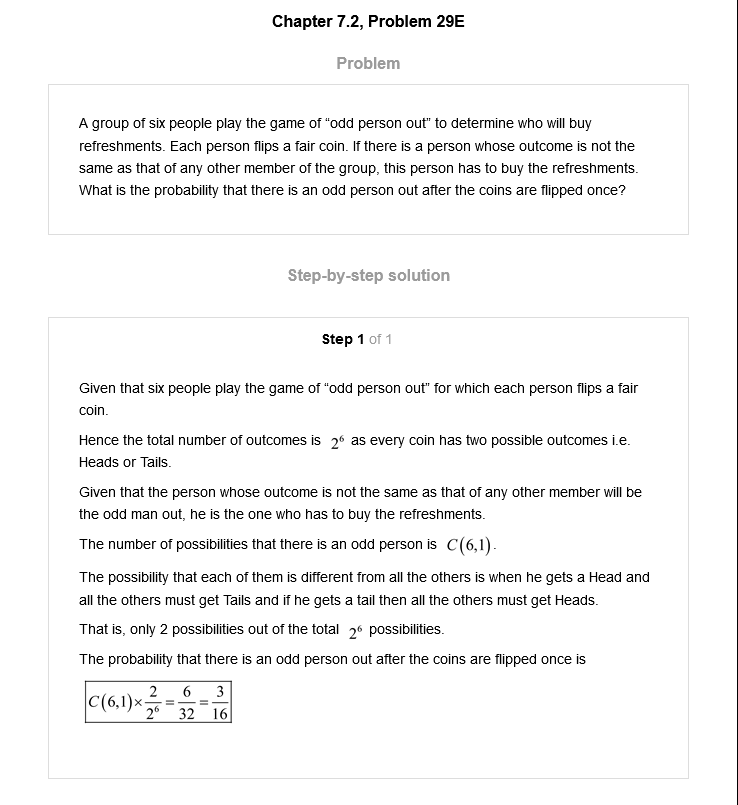 Chapter 7.2, Problem 29E
Problem
A group of six people play the game of “odd person out” to determine who will buy
refreshments. Each person flips a fair coin. If there is a person whose outcome is not the
same as that of any other member of the group, this person has to buy the refreshments.
What is the probability that there is an odd person out after the coins are flipped once?
Step-by-step solution
Step 1 of 1
Given that six people play the game of “odd person out” for which each person flips a fair
coin.
Hence the total number of outcomes is 2⁶ as every coin has two possible outcomes i.e.
Heads or Tails.
Given that the person whose outcome is not the same as that of any other member will be
the odd man out, he is the one who has to buy the refreshments.
The number of possibilities that there is an odd person is C(6,1).
The possibility that each of them is different from all the others is when he gets a Head and
all the others must get Tails and if he gets a tail then all the others must get Heads.
That is, only 2 possibilities out of the total 2⁶ possibilities.
The probability that there is an odd person out after the coins are flipped once is
C(6,1)×2/2⁶=6/32=3/16